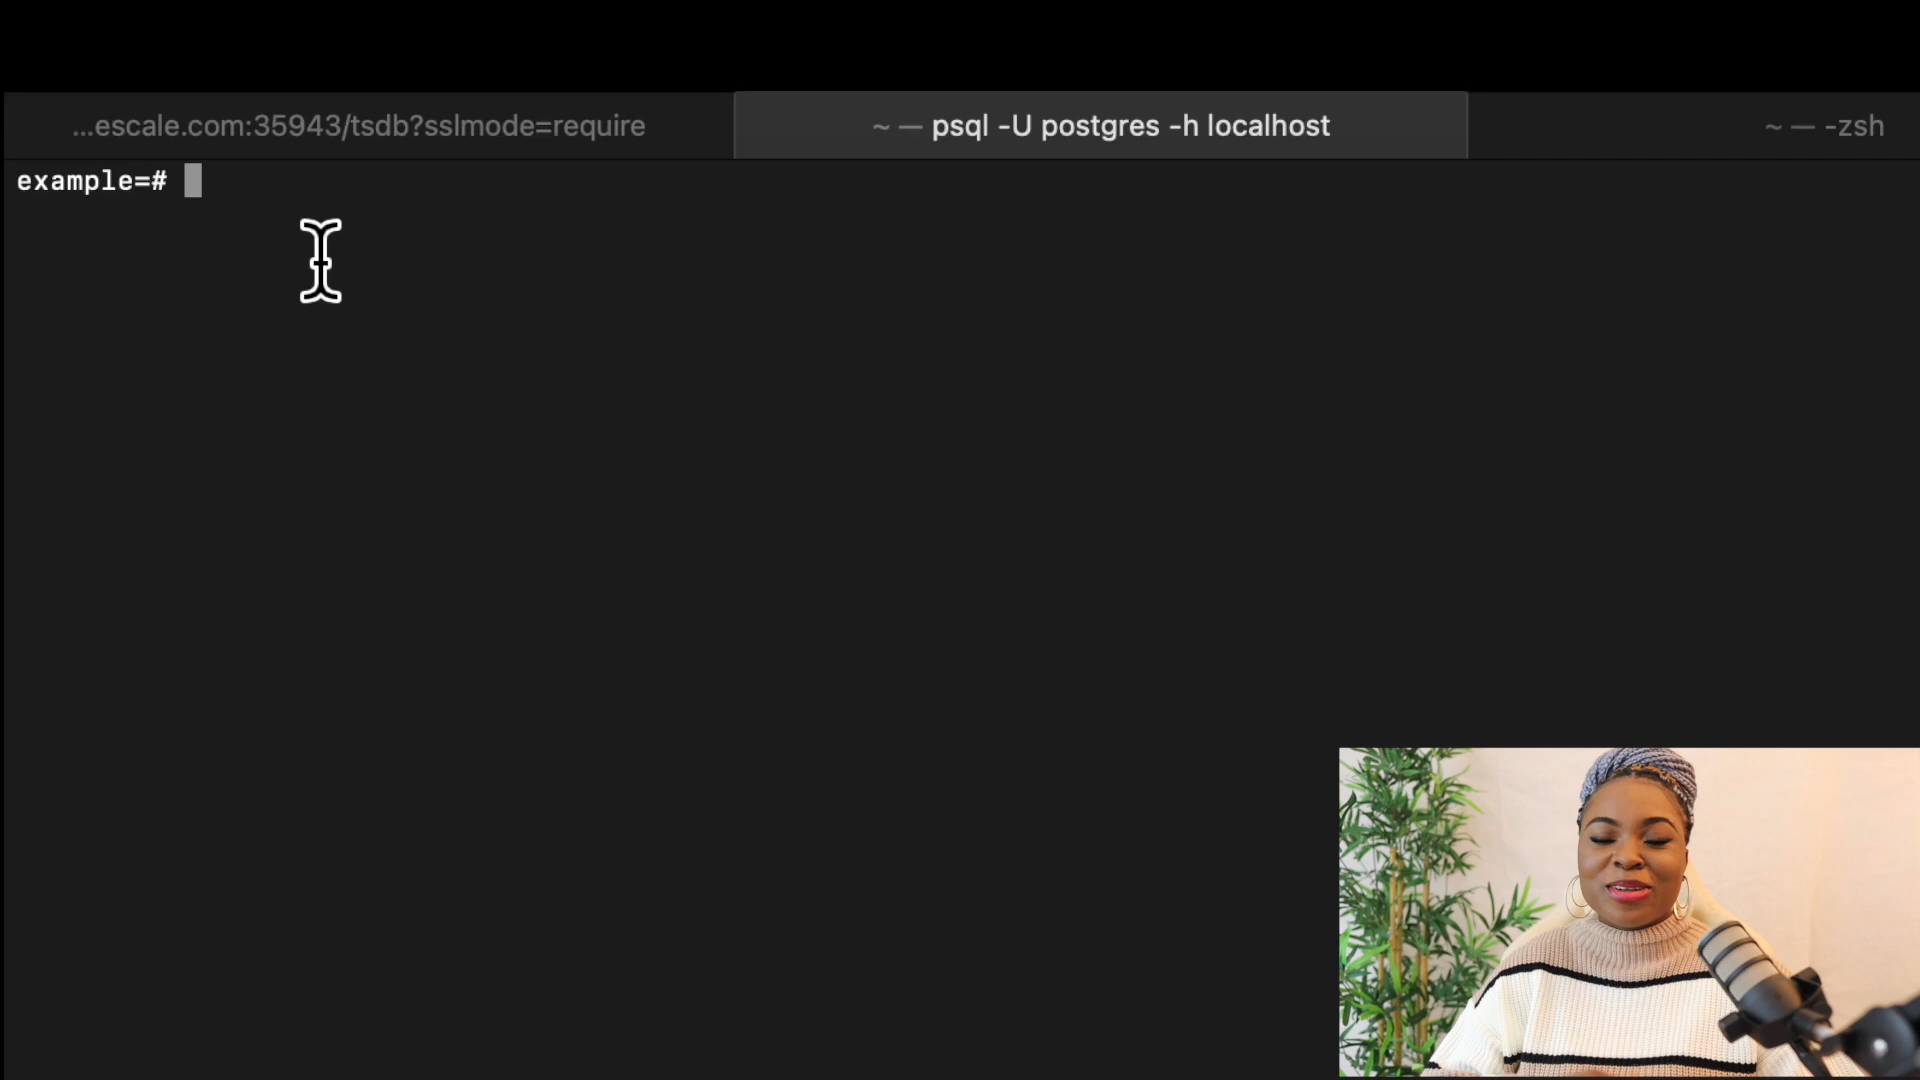 ...escale.com:35943/tsdb?sslmode=require
~ — psql -U postgres -h localhost
~ — -zsh
example=#